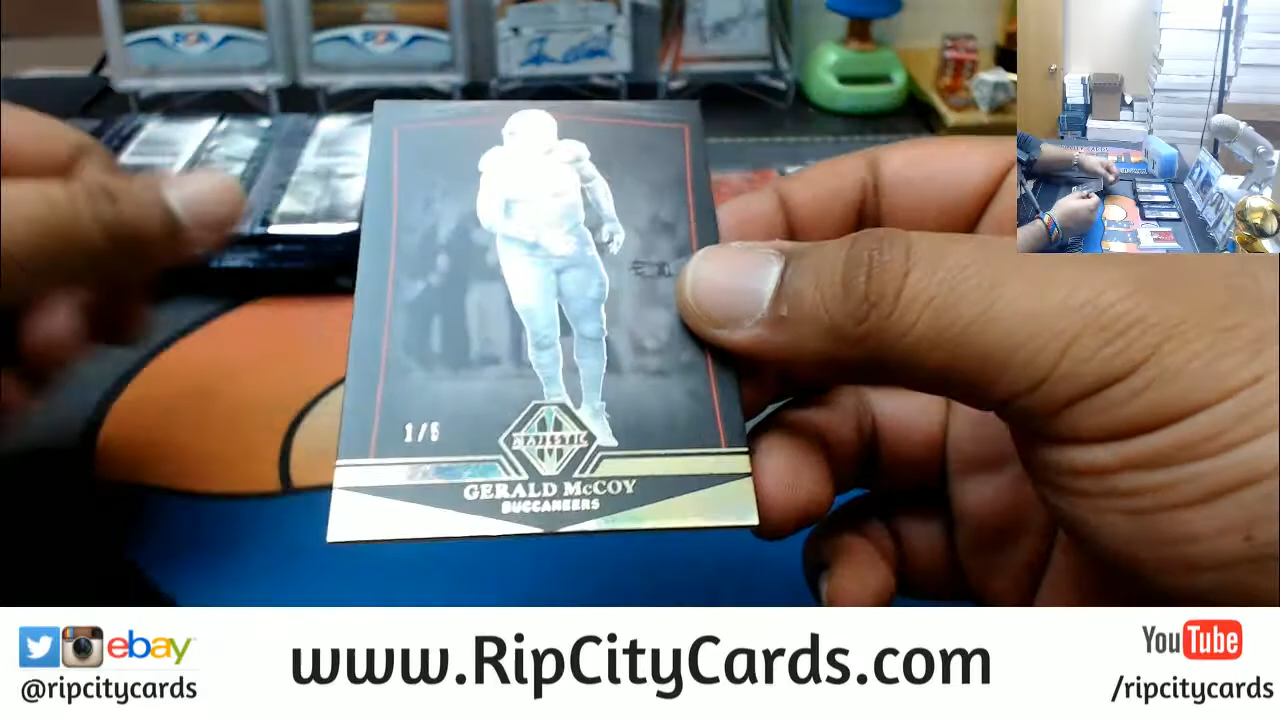 1/5
MAJESTIC
GERALD McCOY
BUCCANEERS
ebay
@ripcitycards
www.RipCityCards.com
You Tube
/ripcitycards